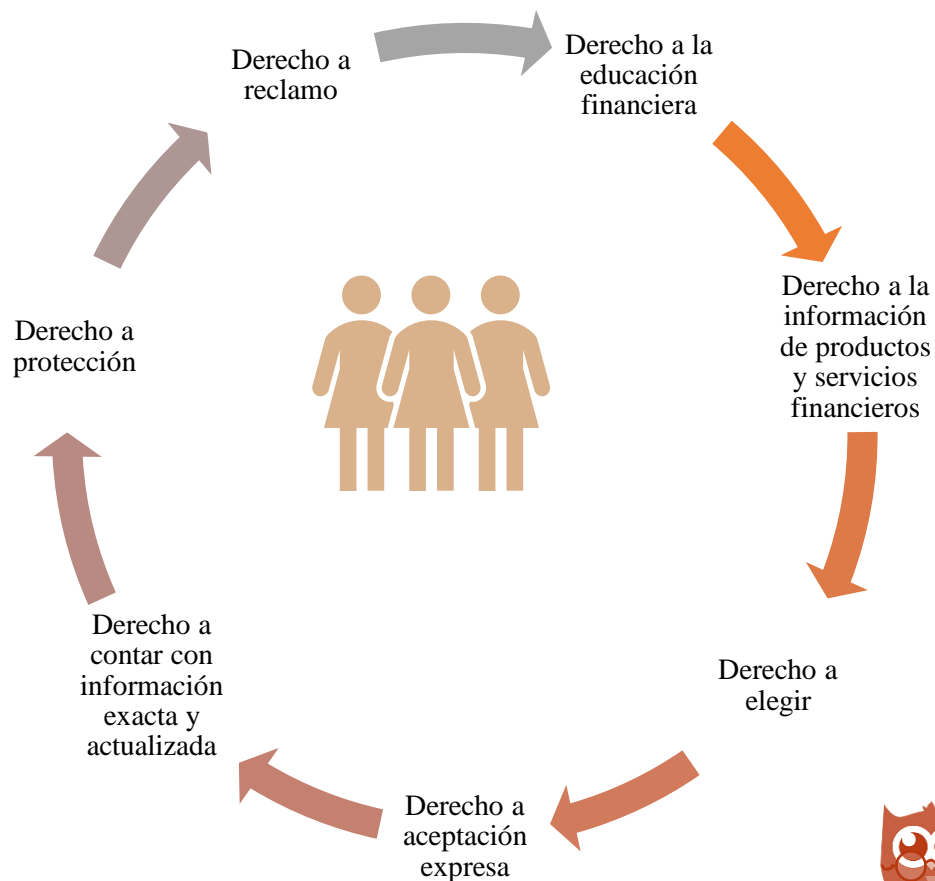 Derecho a
reclamo
Derecho a la
educación
financiera
Derecho a la
información
de productos
y servicios
financieros
Derecho a
elegir
Derecho a
aceptación
expresa
Derecho a
contar con
información
exacta y
actualizada
Derecho a
protección